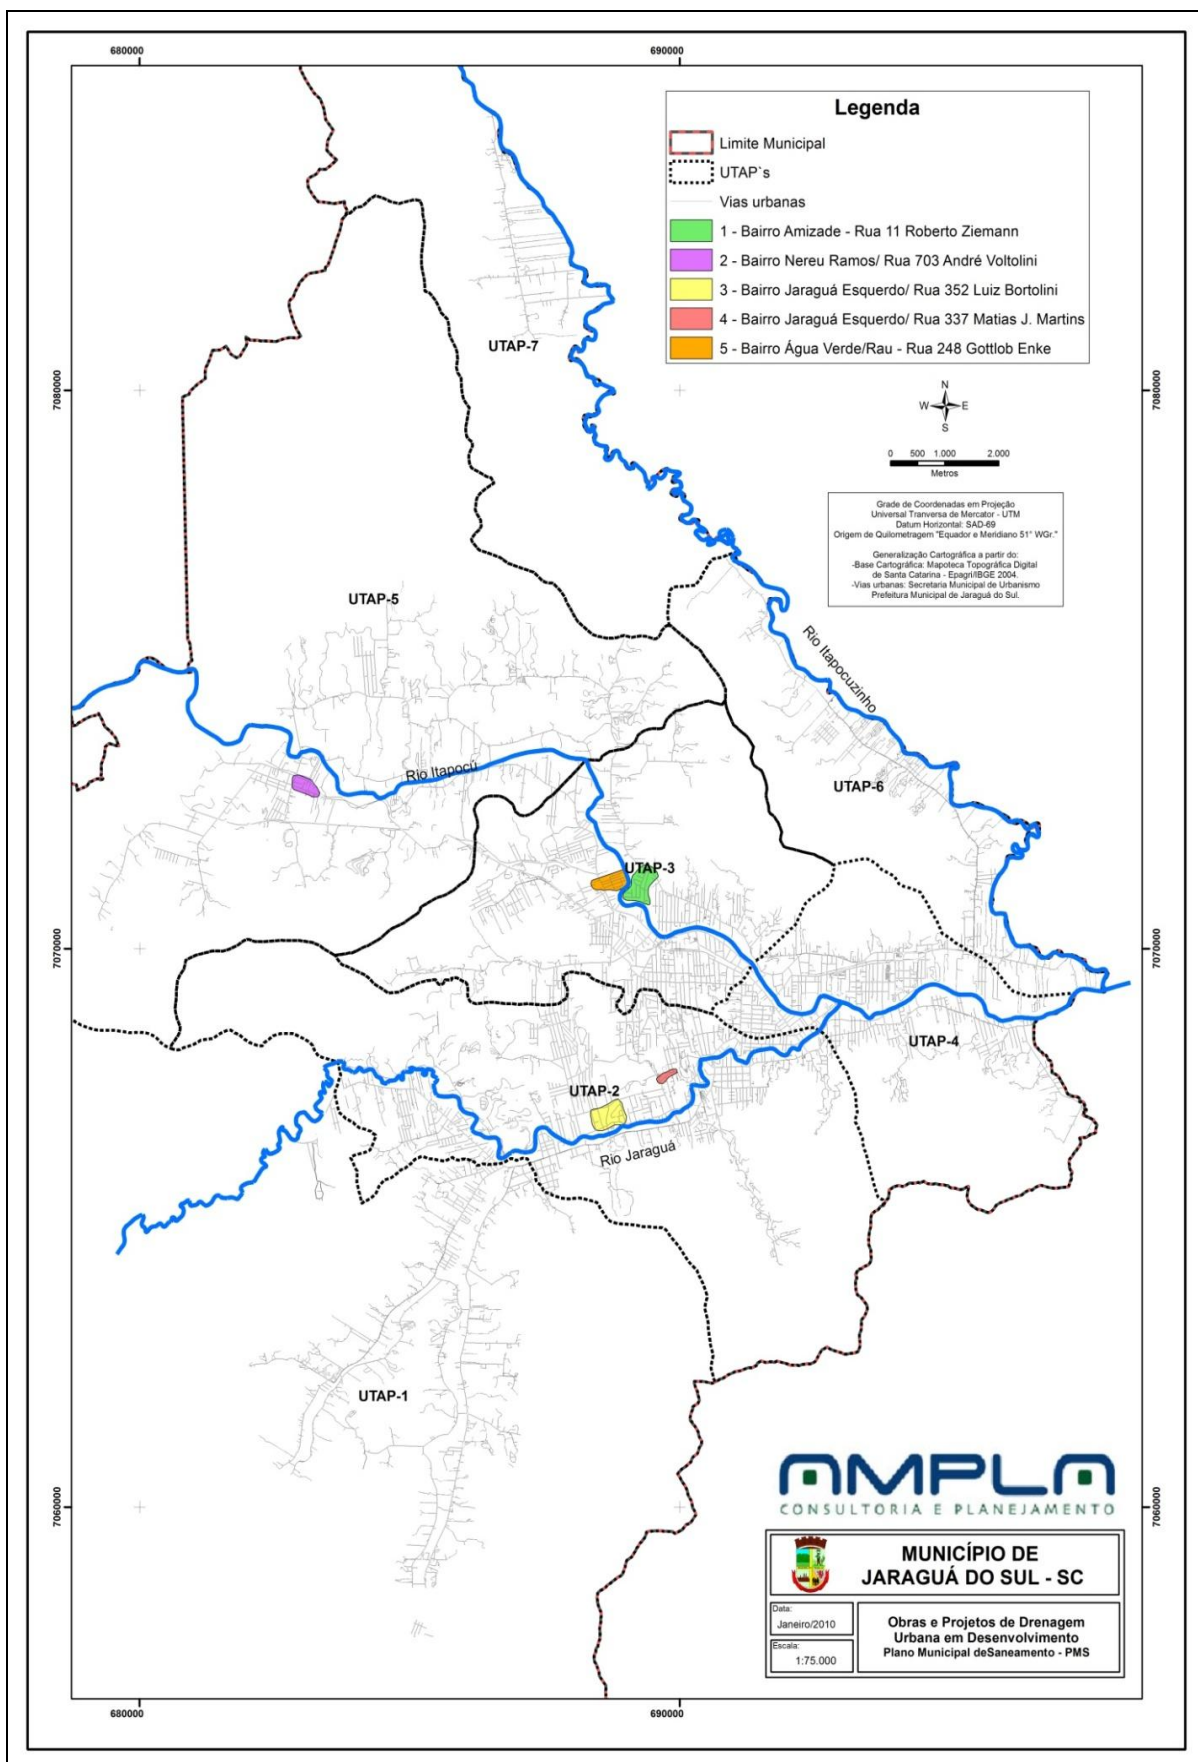 680000
690000
Legenda
Limite Municipal
UTAP`s
Vias urbanas
1 - Bairro Amizade - Rua 11 Roberto Ziemann
2 - Bairro Nereu Ramos/ Rua 703 André Voltolini
3 - Bairro Jaraguá Esquerdo/ Rua 352 Luiz Bortolini
4 - Bairro Jaraguá Esquerdo/ Rua 337 Matias J. Martins
5 - Bairro Água Verde/Rau - Rua 248 Gottlob Enke
UTAP-7
7080000
7080000
N
W E
S
0 500 1.000 2.000
Metros
Grade de Coordenadas em Projeção
Universal Tranversa de Mercator - UTM
Datum Horizontal: SAD-69
Origem de Quilometragem "Equador e Meridiano 51° WGr."
Generalização Cartográfica a partir do:
-Base Cartográfica: Mapoteca Topográfica Digital
de Santa Catarina - Epagri/IBGE 2004.
-Vias urbanas: Secretaria Municipal de Urbanismo
Prefeitura Municipal de Jaraguá do Sul.
UTAP-5
Rio Itapocuzinho
Rio Itapocú
UTAP-6
UTAP-3
7070000
7070000
UTAP-4
UTAP-2
Rio Jaraguá
UTAP-1
AMPLA
CONSULTORIA E PLANEJAMENTO
7060000
7060000
MUNICÍPIO DE
JARAGUÁ DO SUL - SC
Data:
Janeiro/2010
Escala:
1:75.000
Obras e Projetos de Drenagem
Urbana em Desenvolvimento
Plano Municipal deSaneamento - PMS
680000
690000